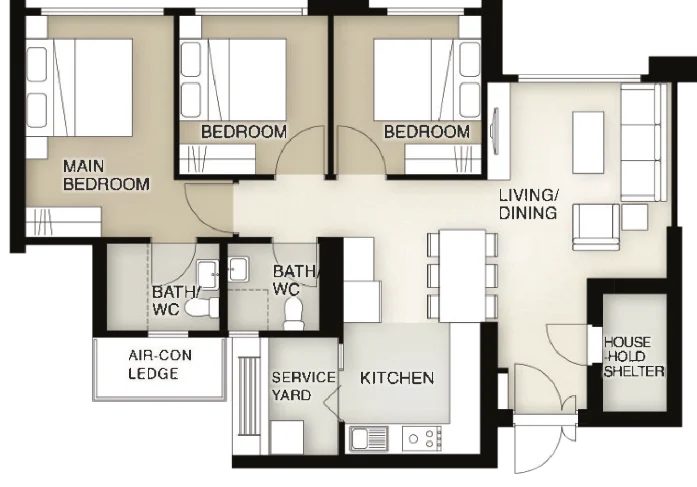 BEDROOM
BEDROOM
MAIN
BEDROOM
LIVING/
DINING
BATH/
WC
BATH/
WC
AIR-CON
LEDGE
SERVICE
YARD
KITCHEN
HOUSE
-HOLD
SHELTER